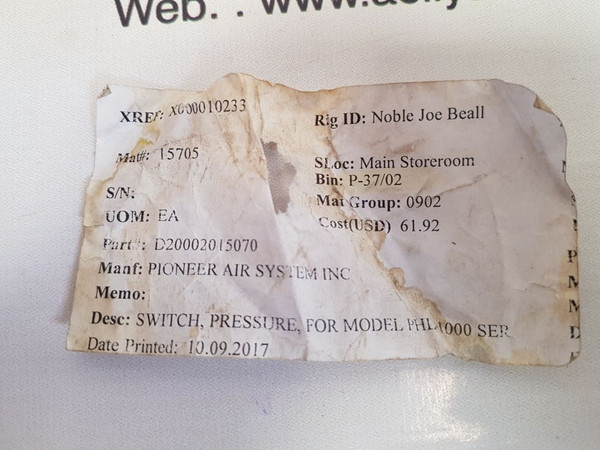 Web. . www.a
XREF: X000010233
Rig ID: Noble Joe Beall
Mat#: 15705
SLoc: Main Storeroom
Bin: P-37/02
S/N:
Mat Group: 0902
UOM: EA
Cost(USD) 61.92
Part#: D20002015070
Manf: PIONEER AIR SYSTEM INC
Memo:
Desc: SWITCH, PRESSURE, FOR MODEL SER
Date Printed: 10.09.2017